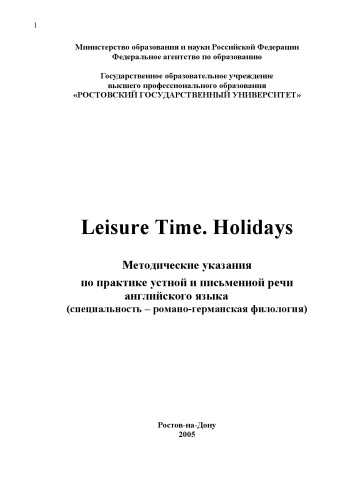 1
Министерство образования и науки Российской Федерации
Федеральное агентство по образованию
Государственное образовательное учреждение
высшего профессионального образования
«РОСТОВСКИЙ ГОСУДАРСТВЕННЫЙ УНИВЕРСИТЕТ»
Leisure Time. Holidays
Методические указания
по практике устной и письменной речи
английского языка
(специальность – романо-германская филология)
Ростов-на-Дону
2005